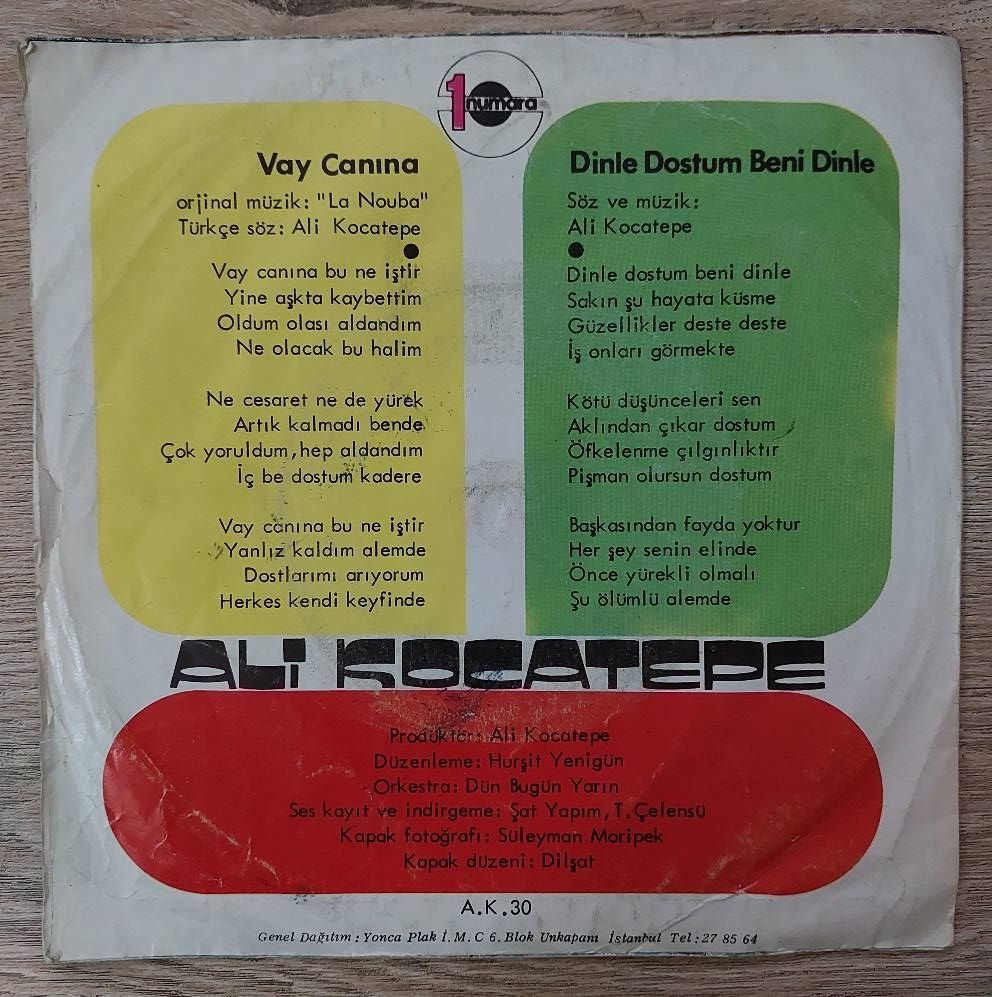 1 numara
Vay Canına
orjinal müzik: "La Nouba"
Türkçe söz: Ali Kocatepe
Vay canına bu ne iştir
Yine aşkta kaybettim
Oldum olası aldandım
Ne olacak bu halim
Ne cesaret ne de yürek
Artık kalmadı bende
Çok yoruldum, hep aldandım
İç be dostum kadere
Vay canına bu ne iştir
Yanlız kaldım alemde
Dostlarımı arıyorum
Herkes kendi keyfinde
Dinle Dostum Beni Dinle
Söz ve müzik:
Ali Kocatepe
Dinle dostum beni dinle
Sakın şu hayata küsme
Güzellikler deste deste
İş onları görmekte
Kötü düşünceleri sen
Aklından çıkar dostum
Öfkelenme çılgınlıktır
Pişman olursun dostum
Başkasından fayda yoktur
Her şey senin elinde
Önce yürekli olmalı
Şu ölümlü alemde
ALİ KOCATEPE
Prodüktör: Ali Kocatepe
Düzenleme: Hurşit Yenigün
Orkestra: Dün Bugün Yarın
Ses kayıt ve indirgeme: Şat Yapım, T. Çelensü
Kapak fotoğrafı: Süleyman Moripek
Kapak düzeni: Dilşat
A.K.30
Genel Dağıtım: Yonca Plak İ.M.C 6. Blok Unkapanı İstanbul Tel: 27 85 64